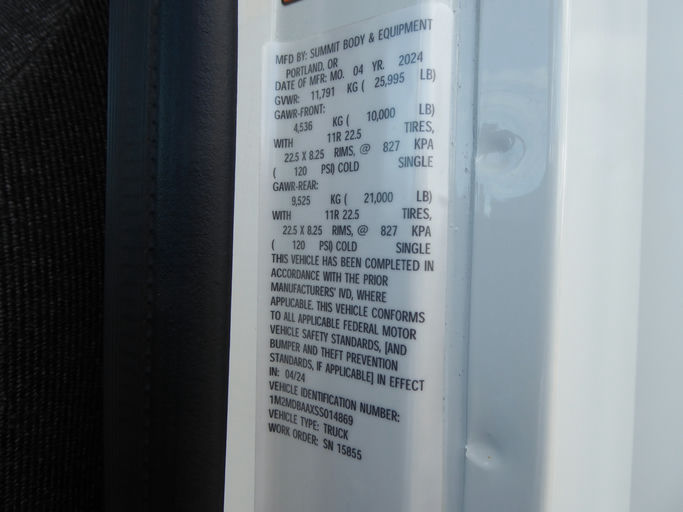 MFD BY: SUMMIT BODY & EQUIPMENT
PORTLAND, OR
DATE OF MFR: MO. 04 YR. 2024
GVWR: 11,791 KG ( 25,995 LB)
GAWR-FRONT:
4,536 KG ( 10,000 LB)
WITH 11R 22.5 TIRES,
22.5 X 8.25 RIMS, @ 827 KPA
( 120 PSI) COLD SINGLE
GAWR-REAR:
9,525 KG ( 21,000 LB)
WITH 11R 22.5 TIRES,
22.5 X 8.25 RIMS, @ 827 KPA
( 120 PSI) COLD SINGLE
THIS VEHICLE HAS BEEN COMPLETED IN
ACCORDANCE WITH THE PRIOR
MANUFACTURERS' IVD, WHERE
APPLICABLE. THIS VEHICLE CONFORMS
TO ALL APPLICABLE FEDERAL MOTOR
VEHICLE SAFETY STANDARDS, [AND
BUMPER AND THEFT PREVENTION
STANDARDS, IF APPLICABLE] IN EFFECT
IN: 04/24
VEHICLE IDENTIFICATION NUMBER:
1M2MDBAAXSS014869
VEHICLE TYPE: TRUCK
WORK ORDER: SN 15855